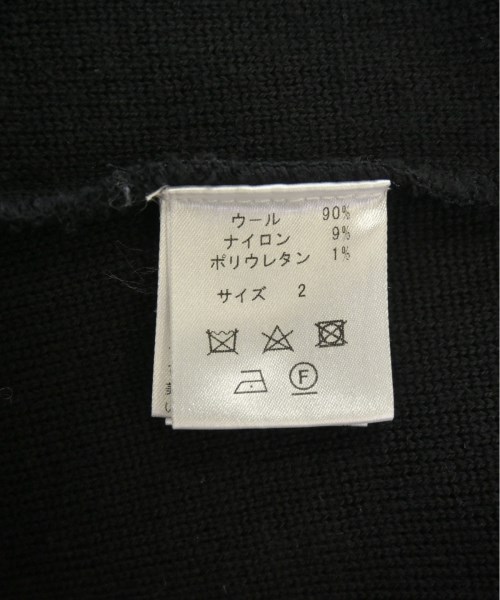 ウール 90%
ナイロン 9%
ポリウレタン 1%
サイズ 2
F